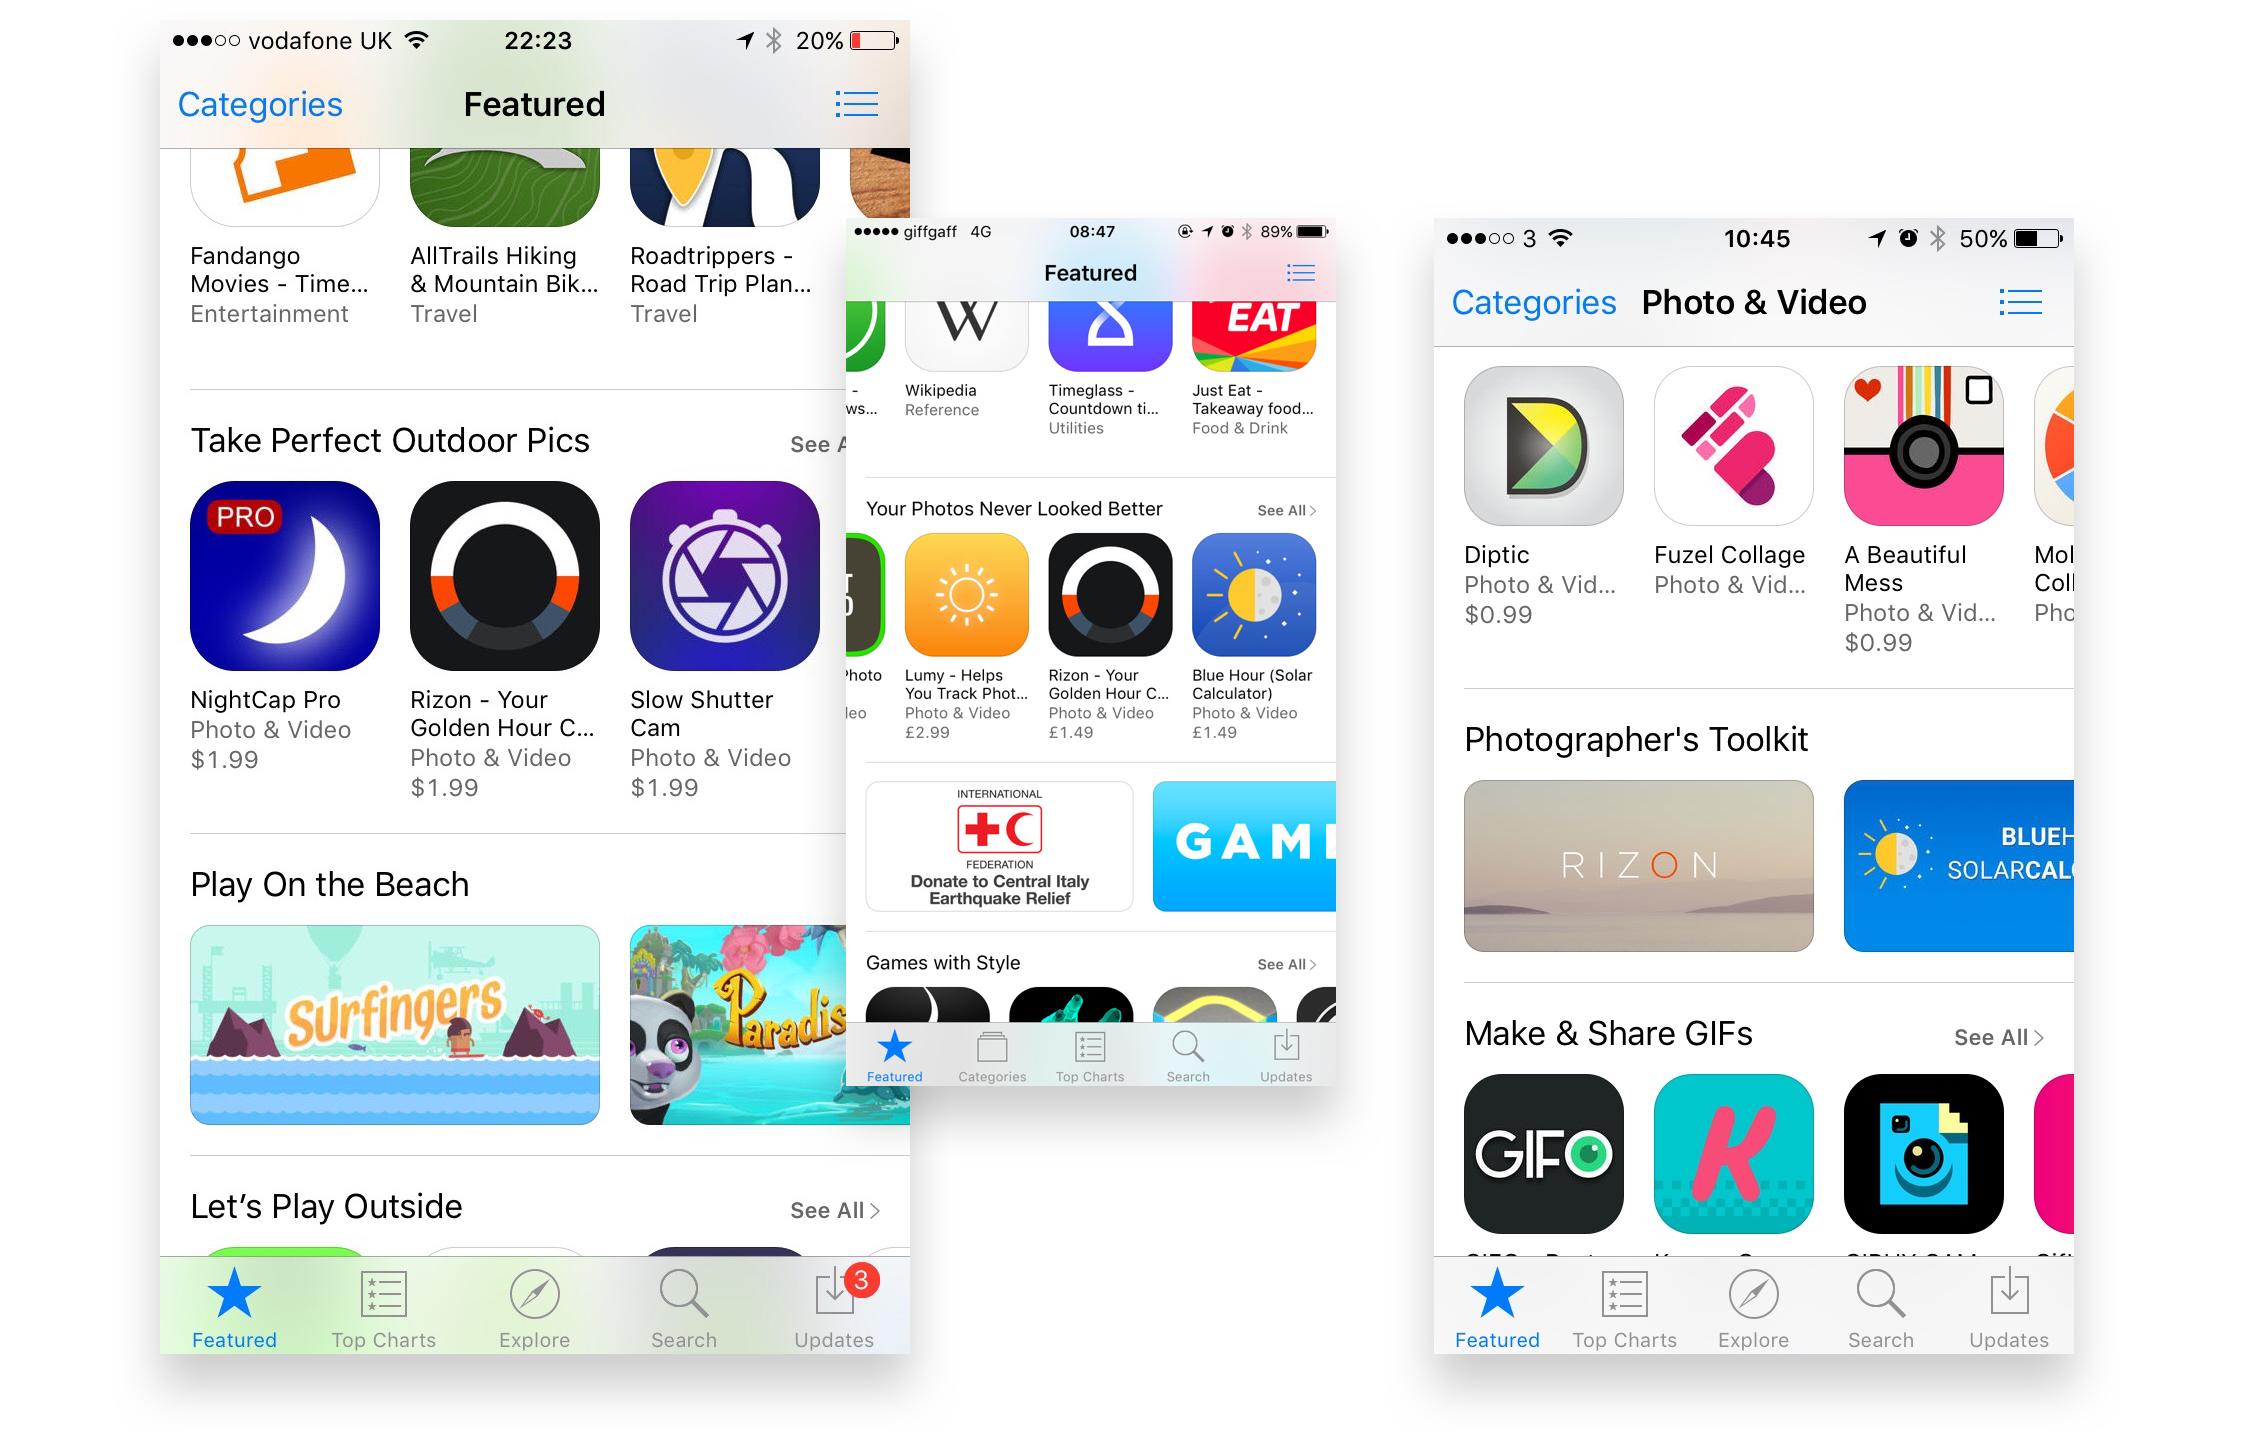 vodafone UK
22:23
20%
Categories
Featured
Fandango
Movies - Time...
Entertainment
AllTrails Hiking
& Mountain Bik...
Travel
Roadtrippers -
Road Trip Plan...
Travel
Take Perfect Outdoor Pics
See A
PRO
NightCap Pro
Photo & Video
$1.99
Rizon - Your
Golden Hour C...
Photo & Video
$1.99
Slow Shutter
Cam
Photo & Video
$1.99
Play On the Beach
Surfingers
Paradis
Let's Play Outside
See All
Featured
Top Charts
Explore
Search
3
Updates
giffgaff 4G
08:47
89%
Featured
W
EAT
-
ws...
Wikipedia
Reference
Timeglass -
Countdown ti...
Utilities
Just Eat -
Takeaway food...
Food & Drink
Your Photos Never Looked Better
See All
Photo
Lumy - Helps
You Track Phot...
Photo & Video
£2.99
Rizon - Your
Golden Hour C...
Photo & Video
£1.49
Blue Hour (Solar
Calculator)
Photo & Video
£1.49
INTERNATIONAL
FEDERATION
Donate to Central Italy
Earthquake Relief
GAME
Games with Style
See All
Featured
Categories
Top Charts
Search
Updates
3
10:45
50%
Categories
Photo & Video
Diptic
Photo & Vid...
$0.99
Fuzel Collage
Photo & Vid...
A Beautiful
Mess
Photo & Vid...
$0.99
Mol
Coll
Pho
Photographer's Toolkit
RIZON
BLUEH
SOLARCALC
Make & Share GIFs
See All
GIFO
K
Featured
Top Charts
Explore
Search
Updates